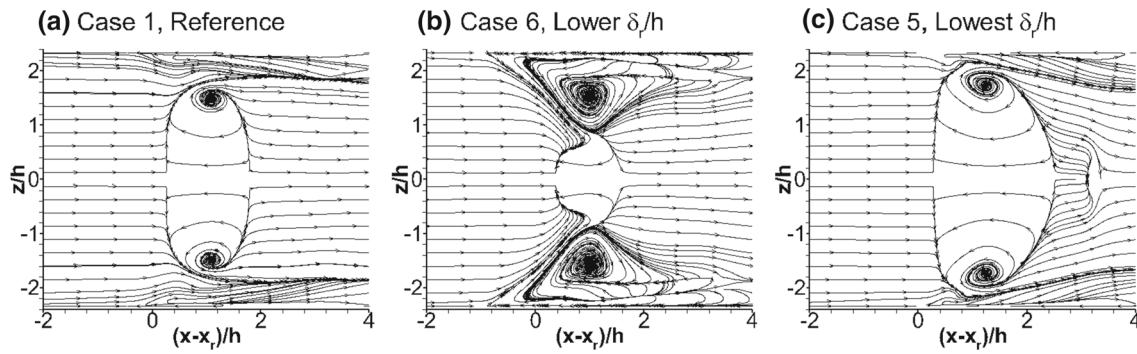 (a) Case 1, Reference
(b) Case 6, Lower δr/h
(c) Case 5, Lowest δr/h
z/h
2
1
0
-1
-2
-2 0 2 4
(x-xr)/h
z/h
2
1
0
-1
-2
-2 0 2 4
(x-xr)/h
z/h
2
1
0
-1
-2
-2 0 2 4
(x-xr)/h